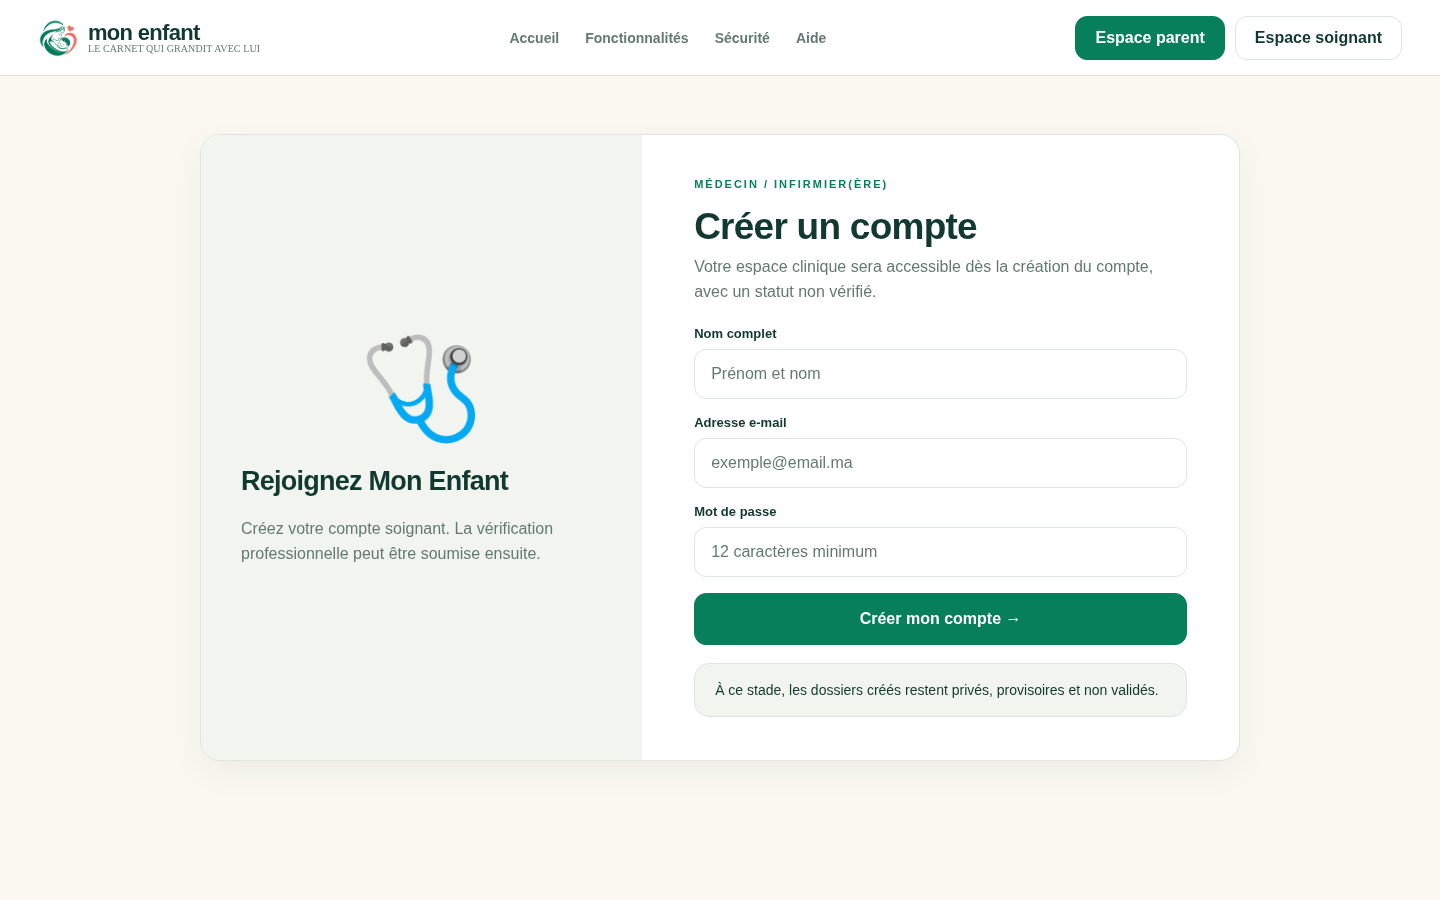 mon enfant
LE CARNET QUI GRANDIT AVEC LUI
Accueil
Fonctionnalités
Sécurité
Aide
Espace parent
Espace soignant
Rejoignez Mon Enfant
Créez votre compte soignant. La vérification
professionnelle peut être soumise ensuite.
MÉDECIN / INFIRMIER(ÈRE)
Créer un compte
Votre espace clinique sera accessible dès la création du compte,
avec un statut non vérifié.
Nom complet
Prénom et nom
Adresse e-mail
exemple@email.ma
Mot de passe
12 caractères minimum
Créer mon compte →
À ce stade, les dossiers créés restent privés, provisoires et non validés.